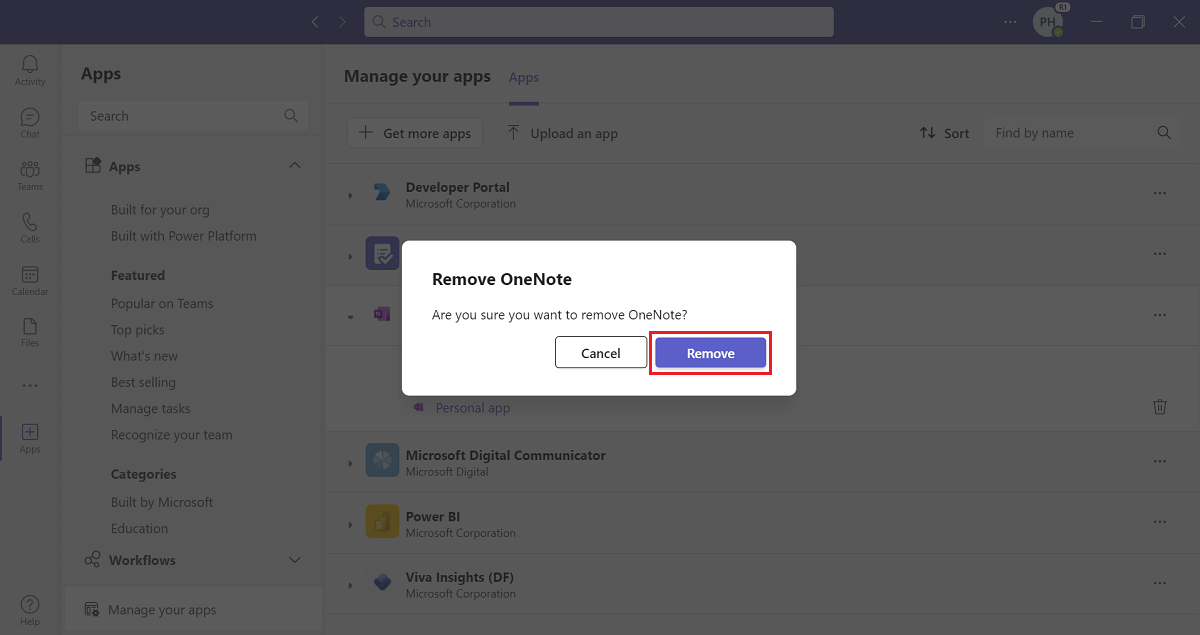 Search
PH
R1
Activity
Chat
Teams
Calls
Calendar
Files
Apps
Help
Apps
Search
Apps
Built for your org
Built with Power Platform
Featured
Popular on Teams
Top picks
What's new
Best selling
Manage tasks
Recognize your team
Categories
Built by Microsoft
Education
Workflows
Manage your apps
Manage your apps
Apps
Get more apps
Upload an app
Sort
Find by name
Developer Portal
Microsoft Corporation
Remove OneNote
Are you sure you want to remove OneNote?
Cancel
Remove
Personal app
Microsoft Digital Communicator
Microsoft Digital
Power BI
Microsoft Corporation
Viva Insights (DF)
Microsoft Corporation